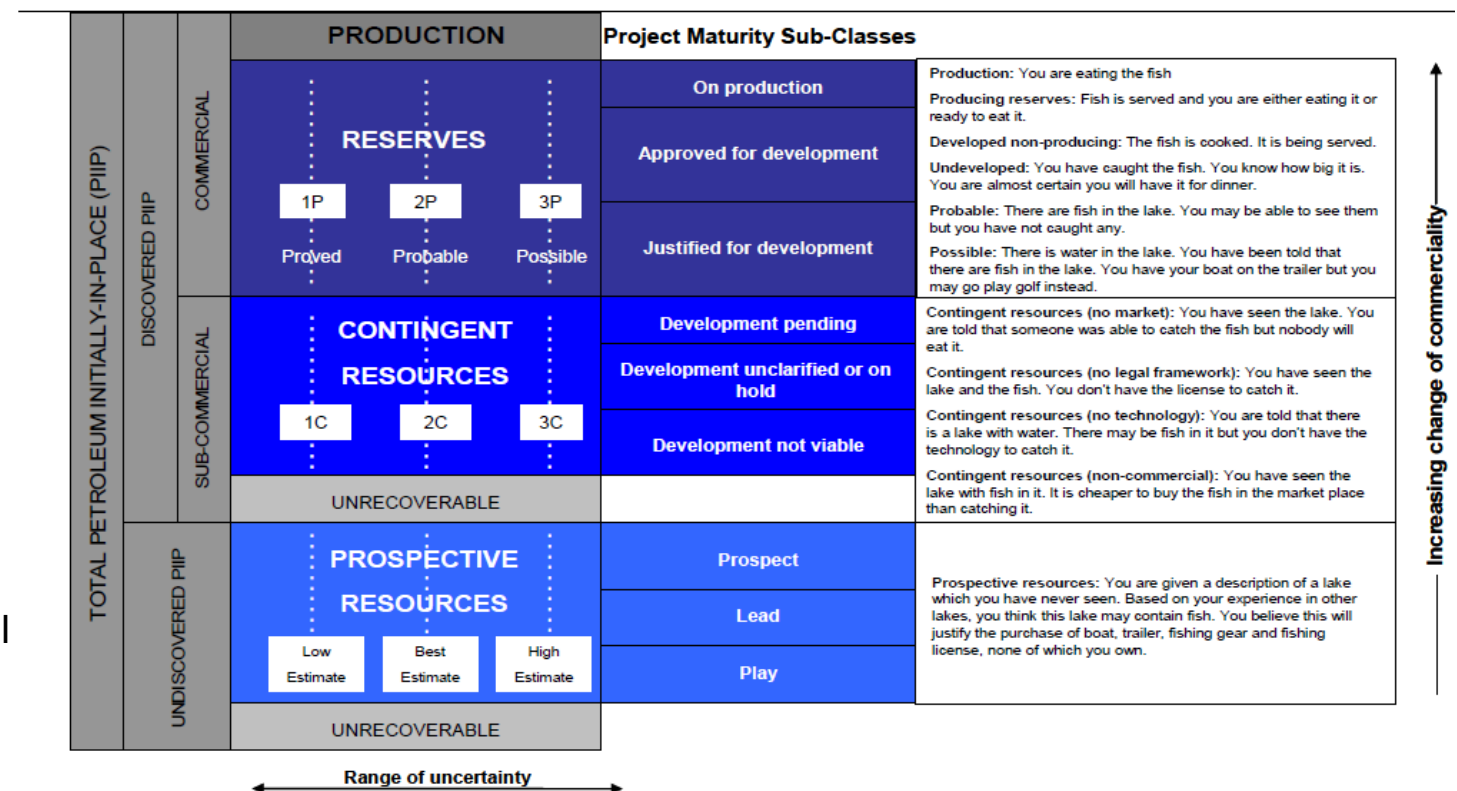 PRODUCTION
Project Maturity Sub-Classes
TOTAL PETROLEUM INITIALLY-IN-PLACE (PIIP)
DISCOVERED PIIP
COMMERCIAL
RESERVES
1P
2P
3P
Proved
Probable
Possible
On production
Approved for development
Justified for development
Production: You are eating the fish
Producing reserves: Fish is served and you are either eating it or
ready to eat it.
Developed non-producing: The fish is cooked. It is being served.
Undeveloped: You have caught the fish. You know how big it is.
You are almost certain you will have it for dinner.
Probable: There are fish in the lake. You may be able to see them
but you have not caught any.
Possible: There is water in the lake. You have been told that
there are fish in the lake. You have your boat on the trailer but you
may go play golf instead.
SUB-COMMERCIAL
CONTINGENT
RESOURCES
1C
2C
3C
UNRECOVERABLE
Development pending
Development unclarified or on
hold
Development not viable
Contingent resources (no market): You have seen the lake. You
are told that someone was able to catch the fish but nobody will
eat it.
Contingent resources (no legal framework): You have seen the
lake and the fish. You don't have the license to catch it.
Contingent resources (no technology): You are told that there
is a lake with water. There may be fish in it but you don't have the
technology to catch it.
Contingent resources (non-commercial): You have seen the
lake with fish in it. It is cheaper to buy the fish in the market place
than catching it.
UNDISCOVERED PIIP
PROSPECTIVE
RESOURCES
Low
Estimate
Best
Estimate
High
Estimate
UNRECOVERABLE
Prospect
Lead
Play
Prospective resources: You are given a description of a lake
which you have never seen. Based on your experience in other
lakes, you think this lake may contain fish. You believe this will
justify the purchase of boat, trailer, fishing gear and fishing
license, none of which you own.
Increasing change of commerciality
Range of uncertainty